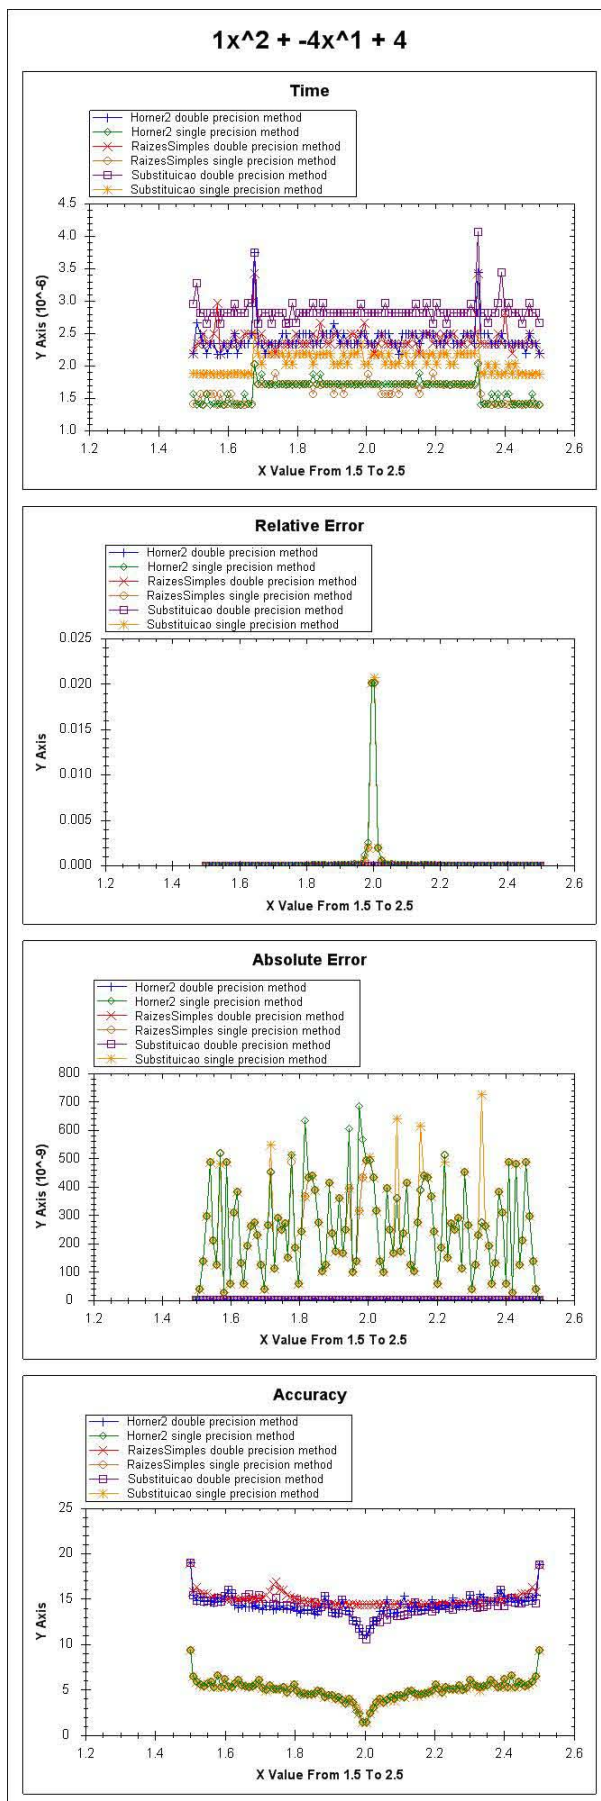 1x^2 + -4x^1 + 4
Time
Horner2 double precision method
Horner2 single precision method
RaizesSimples double precision method
RaizesSimples single precision method
Substituicao double precision method
Substituicao single precision method
Y Axis (10^-6)
4.5
4.0
3.5
3.0
2.5
2.0
1.5
1.0
1.2 1.4 1.6 1.8 2.0 2.2 2.4 2.6
X Value From 1.5 To 2.5
Relative Error
Horner2 double precision method
Horner2 single precision method
RaizesSimples double precision method
RaizesSimples single precision method
Substituicao double precision method
Substituicao single precision method
Y Axis
0.025
0.020
0.015
0.010
0.005
0.000
1.2 1.4 1.6 1.8 2.0 2.2 2.4 2.6
X Value From 1.5 To 2.5
Absolute Error
Horner2 double precision method
Horner2 single precision method
RaizesSimples double precision method
RaizesSimples single precision method
Substituicao double precision method
Substituicao single precision method
Y Axis (10^-9)
800
700
600
500
400
300
200
100
0
1.2 1.4 1.6 1.8 2.0 2.2 2.4 2.6
X Value From 1.5 To 2.5
Accuracy
Horner2 double precision method
Horner2 single precision method
RaizesSimples double precision method
RaizesSimples single precision method
Substituicao double precision method
Substituicao single precision method
Y Axis
25
20
15
10
5
0
1.2 1.4 1.6 1.8 2.0 2.2 2.4 2.6
X Value From 1.5 To 2.5